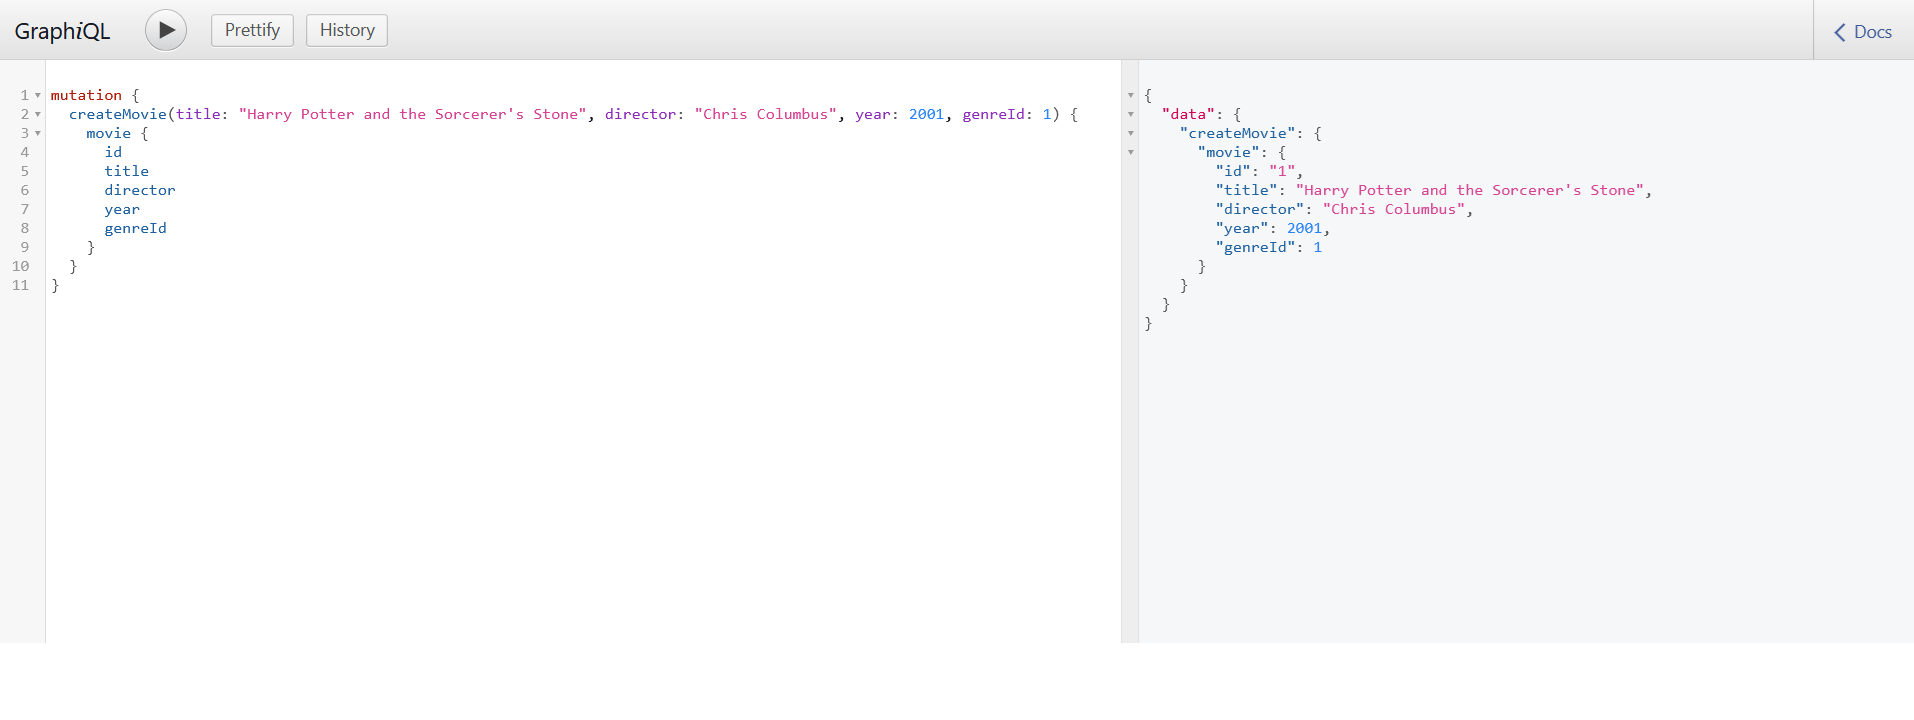 GraphiQL Prettify History Docs
1 mutation {
2 createMovie(title: "Harry Potter and the Sorcerer's Stone", director: "Chris Columbus", year: 2001, genreId: 1) {
3 movie {
4 id
5 title
6 director
7 year
8 genreId
9 }
10 }
11 }
{
"data": {
"createMovie": {
"movie": {
"id": "1",
"title": "Harry Potter and the Sorcerer's Stone",
"director": "Chris Columbus",
"year": 2001,
"genreId": 1
}
}
}
}